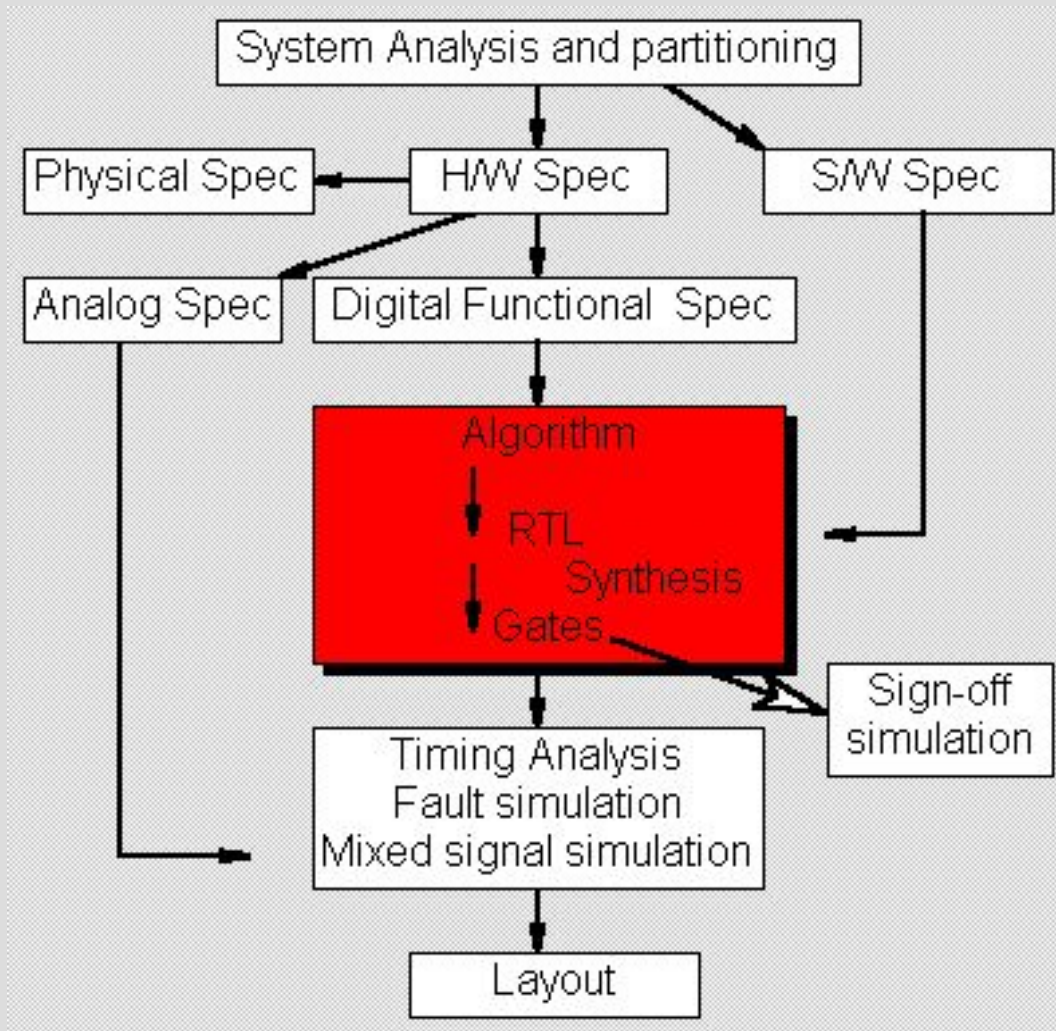 System Analysis and partitioning
Physical Spec
H/W Spec
S/W Spec
Analog Spec
Digital Functional Spec
Algorithm
RTL
Synthesis
Gates
Sign-off
simulation
Timing Analysis
Fault simulation
Mixed signal simulation
Layout